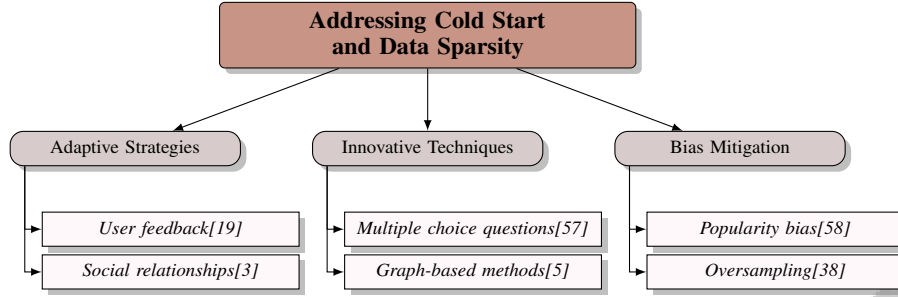 Addressing Cold Start
and Data Sparsity
Adaptive Strategies
Innovative Techniques
Bias Mitigation
User feedback[19]
Multiple choice questions[57]
Popularity bias[58]
Social relationships[3]
Graph-based methods[5]
Oversampling[38]